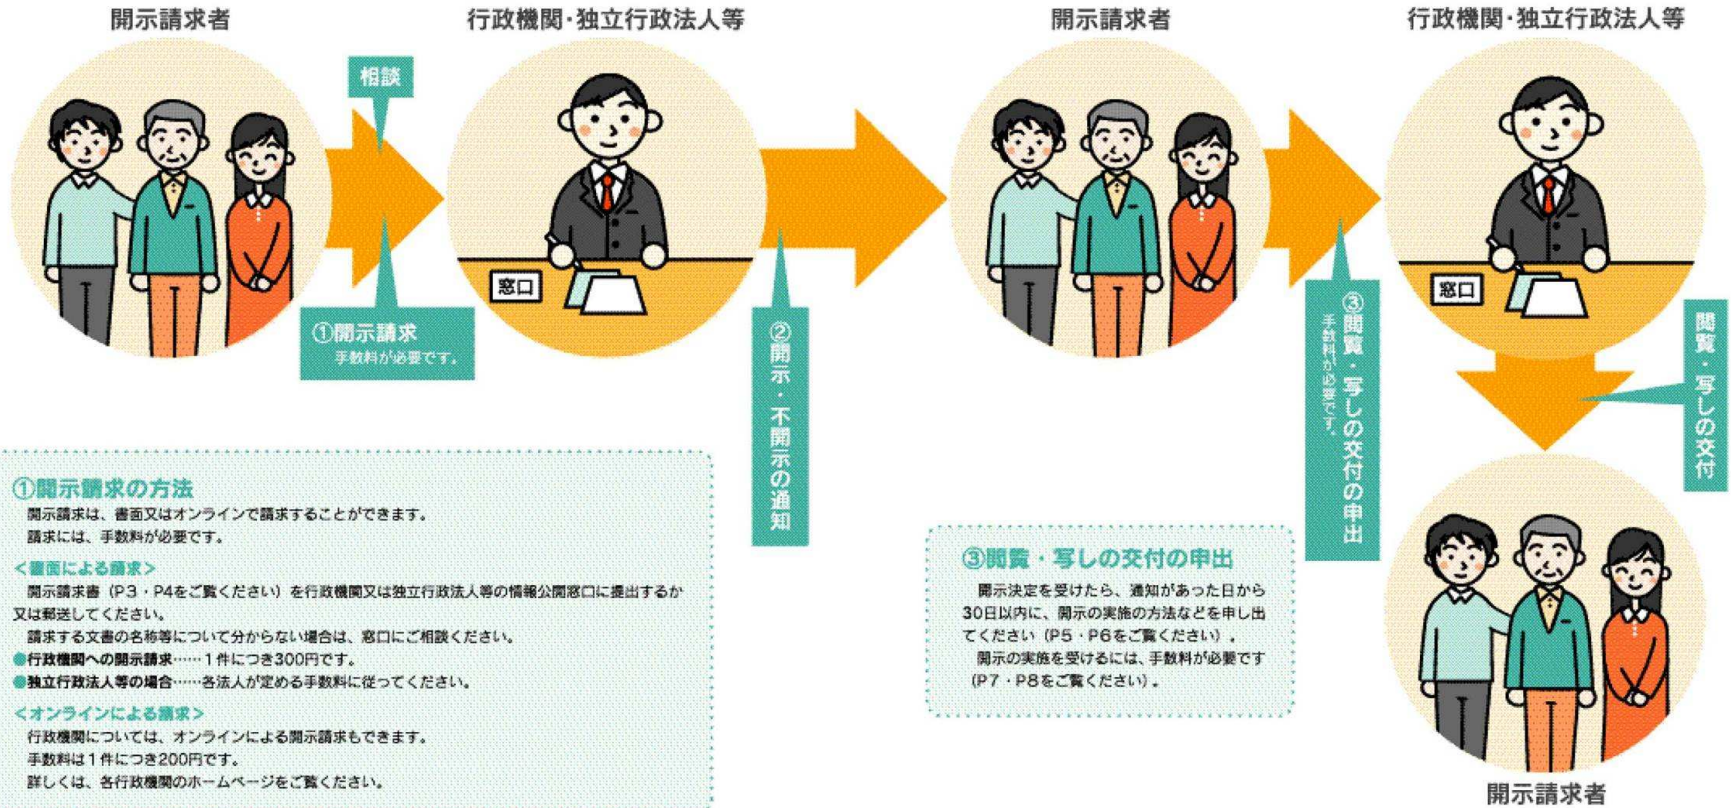 開示請求者
行政機関・独立行政法人等
開示請求者
行政機関・独立行政法人等
相談
窓口
①開示請求
手数料が必要です。
②開示・不開示の通知
③閲覧・写しの交付の申出
手数料が必要です。
窓口
閲覧・写しの交付
①開示請求の方法
開示請求は、書面又はオンラインで請求することができます。
請求には、手数料が必要です。
<書面による請求>
開示請求書（P3・P4をご覧ください）を行政機関又は独立行政法人等の情報公開窓口に提出するか
又は郵送してください。
請求する文書の名称等について分からない場合は、窓口にご相談ください。
●行政機関への開示請求……1件につき300円です。
●独立行政法人等の場合……各法人が定める手数料に従ってください。
<オンラインによる請求>
行政機関については、オンラインによる開示請求もできます。
手数料は1件につき200円です。
詳しくは、各行政機関のホームページをご覧ください。
③閲覧・写しの交付の申出
開示決定を受けたら、通知があった日から
30日以内に、開示の実施の方法などを申し出
てください（P5・P6をご覧ください）。
開示の実施を受けるには、手数料が必要です
（P7・P8をご覧ください）。
開示請求者